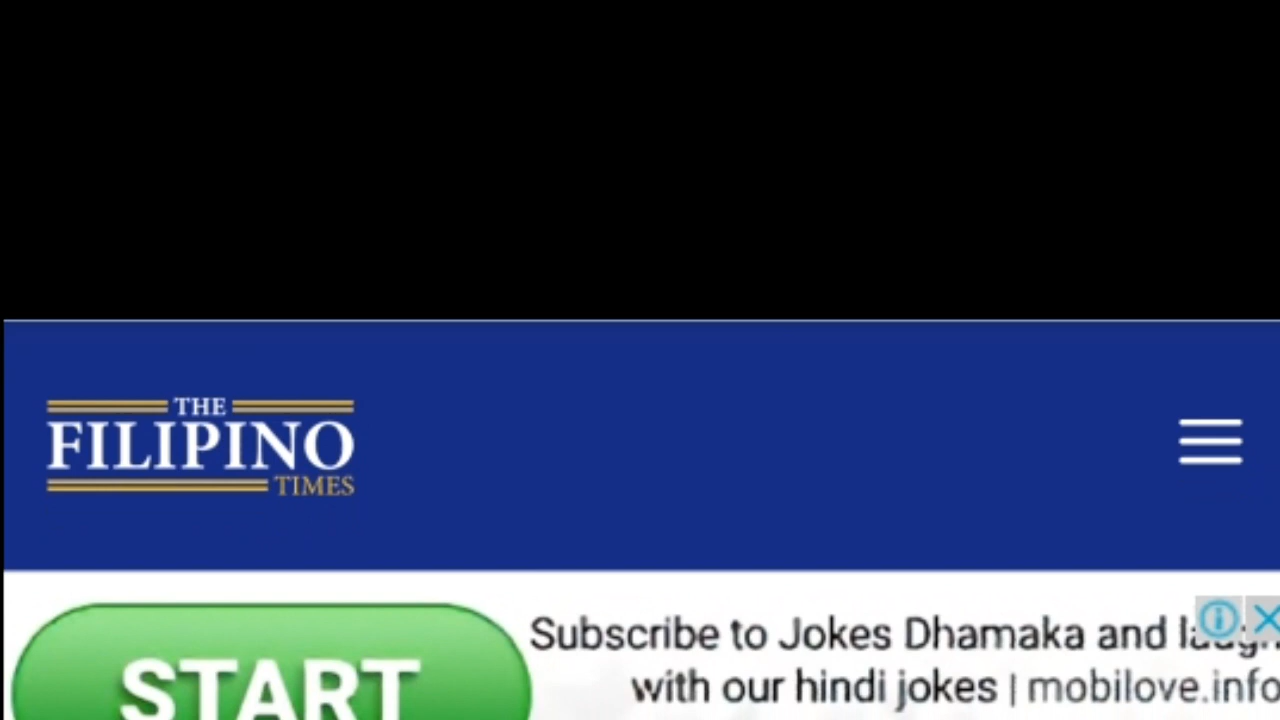 THE
FILIPINO
TIMES
START
Subscribe to Jokes Dhamaka and
with our hindi jokes | mobilove.info